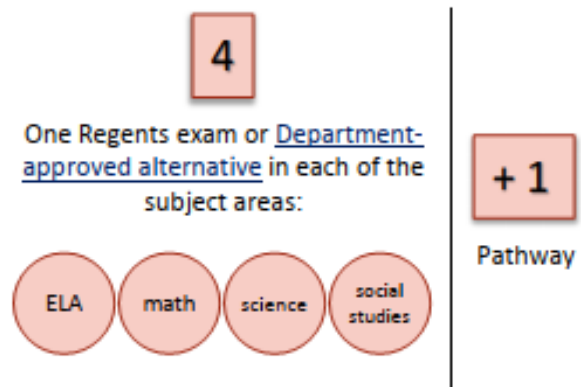 4
One Regents exam or Department-
approved alternative in each of the
subject areas:
ELA
math
science
social
studies
+ 1
Pathway